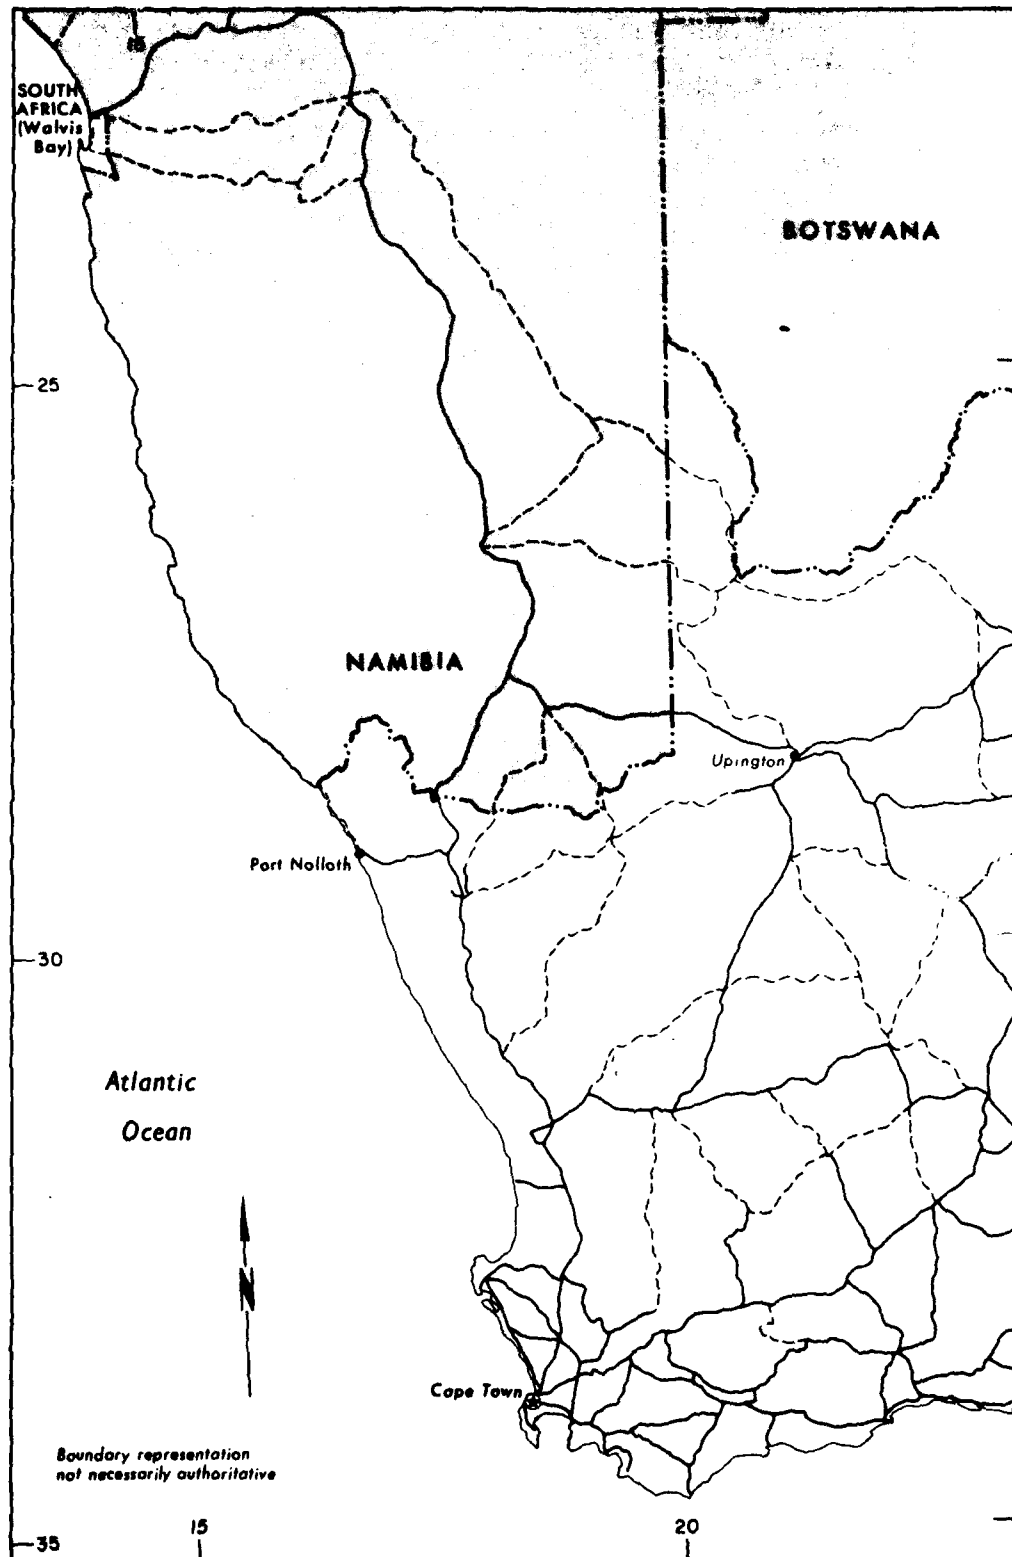 15
SOUTH
AFRICA
(Walvis
Bay)
BOTSWANA
25
NAMIBIA
Upington
Port Nolloth
30
Atlantic
Ocean
N
Cape Town
Boundary representation
not necessarily authoritative
15
20
35